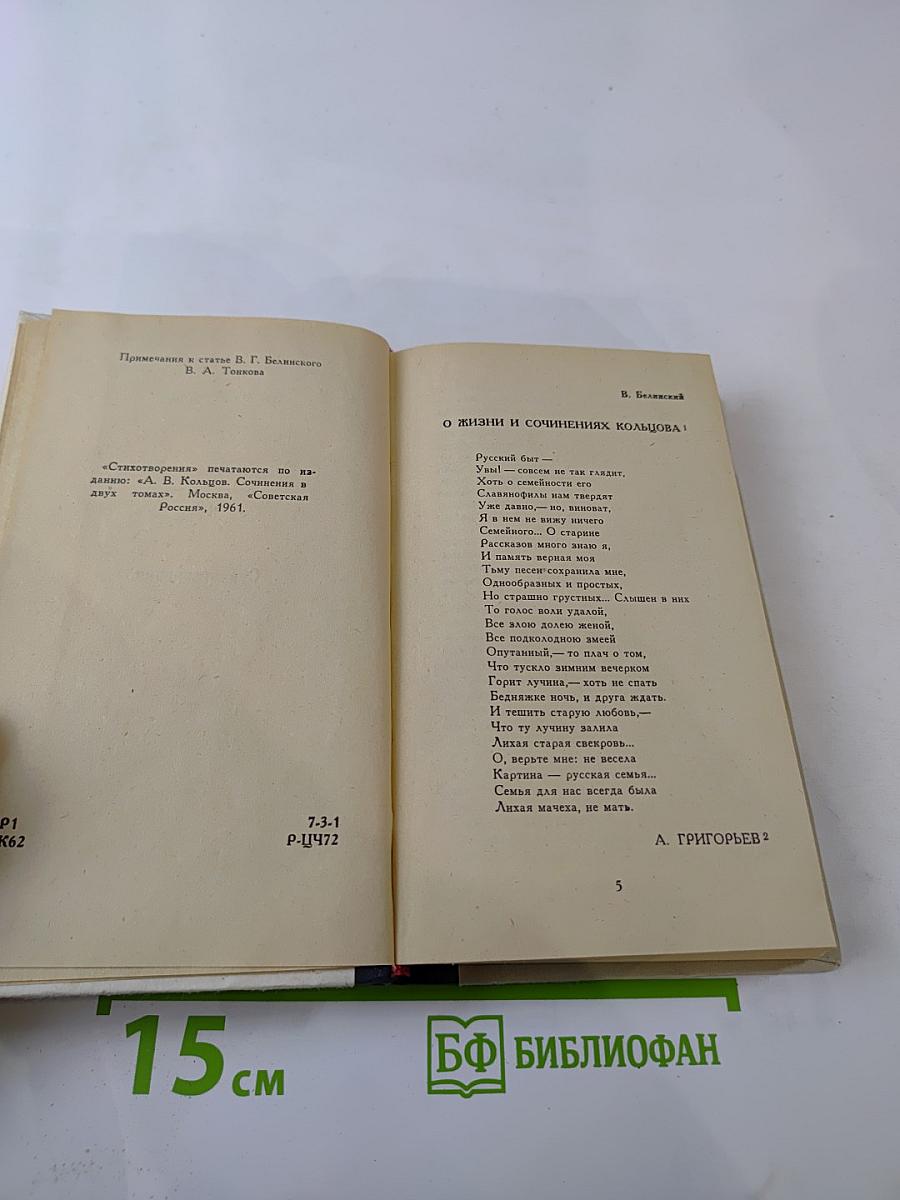 Примечания к статье В. Г. Белинского
В. А. Тонкова
«Стихотворения» печатаются по из-
данию: «А. В. Кольцов. Сочинения в
двух томах». Москва, «Советская
Россия», 1961.
Р1
К62
7-3-1
Р-ЦЧ72
В. Белинский
О ЖИЗНИ И СОЧИНЕНИЯХ КОЛЬЦОВА 1
Русский быт —
Увы! — совсем не так глядит,
Хоть о семейности его
Славянофилы нам твердят
Уже давно,— но, виноват,
Я в нем не вижу ничего
Семейного... О старине
Рассказов много знаю я,
И память верная моя
Тьму песен сохранила мне,
Однообразных и простых,
Но страшно грустных... Слышен в них
То голос воли удалой,
Все злою долею женой,
Все подколодною змеей
Опутанный,— то плач о том,
Что тускло зимним вечерком
Горит лучина,— хоть не спать
Бедняжке ночь, и друга ждать.
И тешить старую любовь,—
Что ту лучину залила
Лихая старая свекровь...
О, верьте мне: не весела
Картина — русская семья...
Семья для нас всегда была
Лихая мачеха, не мать.
А. ГРИГОРЬЕВ 2
5
15 см
БФ БИБЛИОФАН